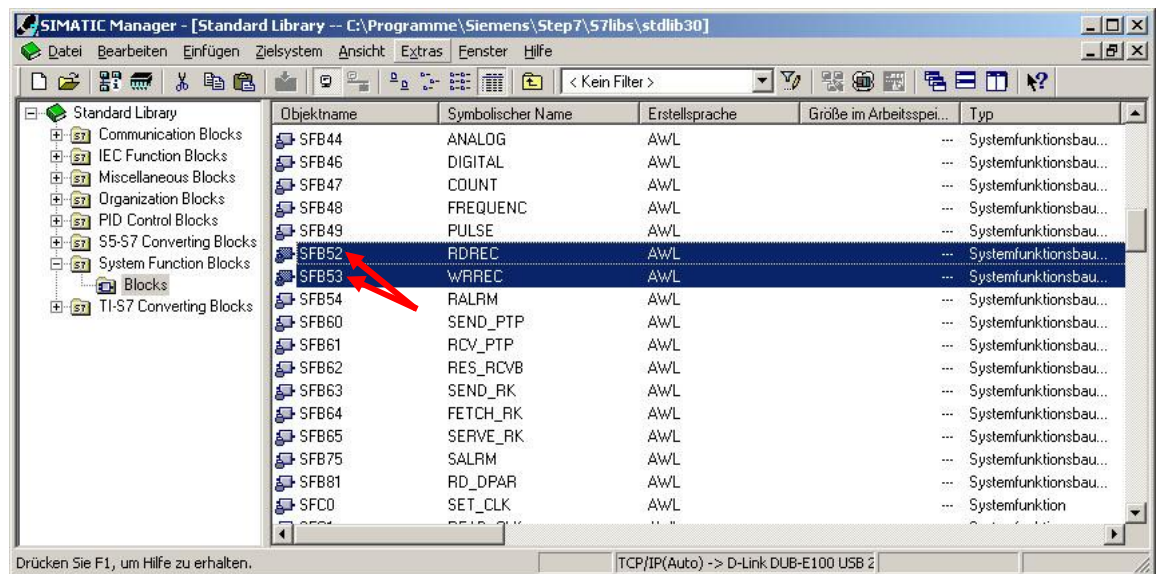 SIMATIC Manager - [Standard Library -- C:\Programme\Siemens\Step7\S7libs\stdlib30]
Datei Bearbeiten Einfügen Zielsystem Ansicht Extras Fenster Hilfe
< Kein Filter >
Standard Library
Communication Blocks
IEC Function Blocks
Miscellaneous Blocks
Organization Blocks
PID Control Blocks
S5-S7 Converting Blocks
System Function Blocks
Blocks
TI-S7 Converting Blocks
Objektname Symbolischer Name Erstellsprache Größe im Arbeitsspei... Typ
SFB44 ANALOG AWL --- Systemfunktionsbau...
SFB46 DIGITAL AWL --- Systemfunktionsbau...
SFB47 COUNT AWL --- Systemfunktionsbau...
SFB48 FREQUENC AWL --- Systemfunktionsbau...
SFB49 PULSE AWL --- Systemfunktionsbau...
SFB52 RDREC AWL --- Systemfunktionsbau...
SFB53 WRREC AWL --- Systemfunktionsbau...
SFB54 RALRM AWL --- Systemfunktionsbau...
SFB60 SEND_PTP AWL --- Systemfunktionsbau...
SFB61 RCV_PTP AWL --- Systemfunktionsbau...
SFB62 RES_RCVB AWL --- Systemfunktionsbau...
SFB63 SEND_RK AWL --- Systemfunktionsbau...
SFB64 FETCH_RK AWL --- Systemfunktionsbau...
SFB65 SERVE_RK AWL --- Systemfunktionsbau...
SFB75 SALRM AWL --- Systemfunktionsbau...
SFB81 RD_DPAR AWL --- Systemfunktionsbau...
SFC0 SET_CLK AWL --- Systemfunktion
Drücken Sie F1, um Hilfe zu erhalten. TCP/IP(Auto) -> D-Link DUB-E100 USB 2